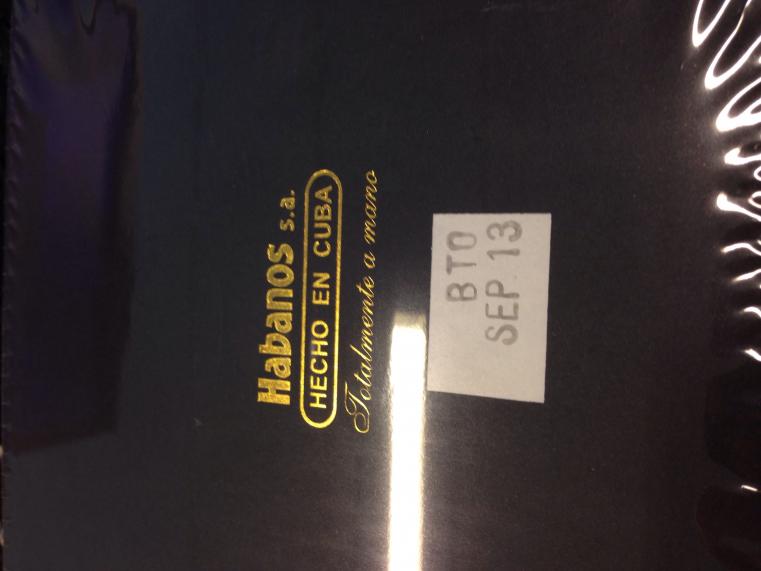 Habanos s.a.
HECHO EN CUBA
Totalmente a mano
BTO
SEP 13